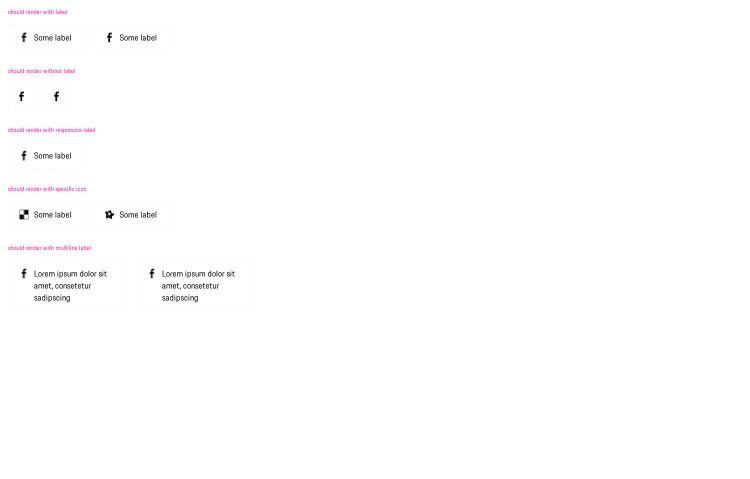 should render with label
Some label
Some label
should render without label
should render with responsive label
Some label
should render with specific icon
Some label
Some label
should render with multiline label
Lorem ipsum dolor sit
amet, consetetur
sadipscing
Lorem ipsum dolor sit
amet, consetetur
sadipscing